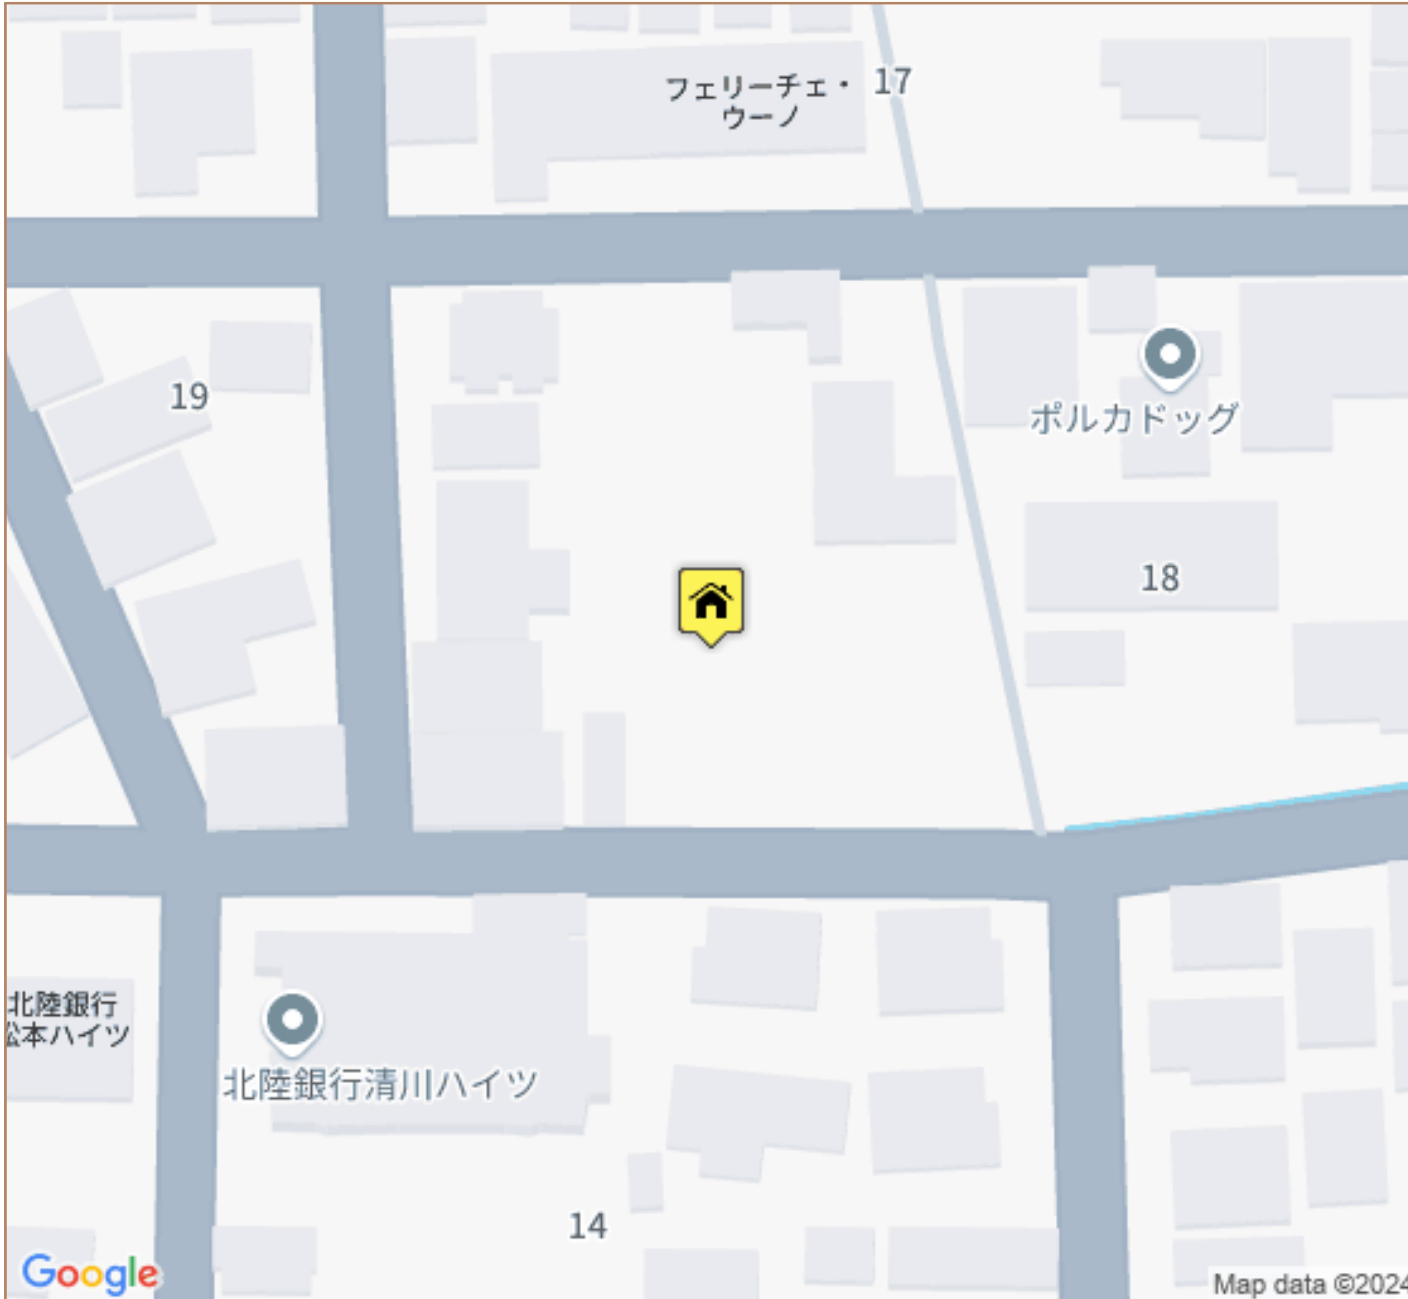 フェリーチェ・
ウーノ
17
19
ポルカドッグ
18
北陸銀行
松本ハイツ
北陸銀行清川ハイツ
14
Google
Map data ©2024